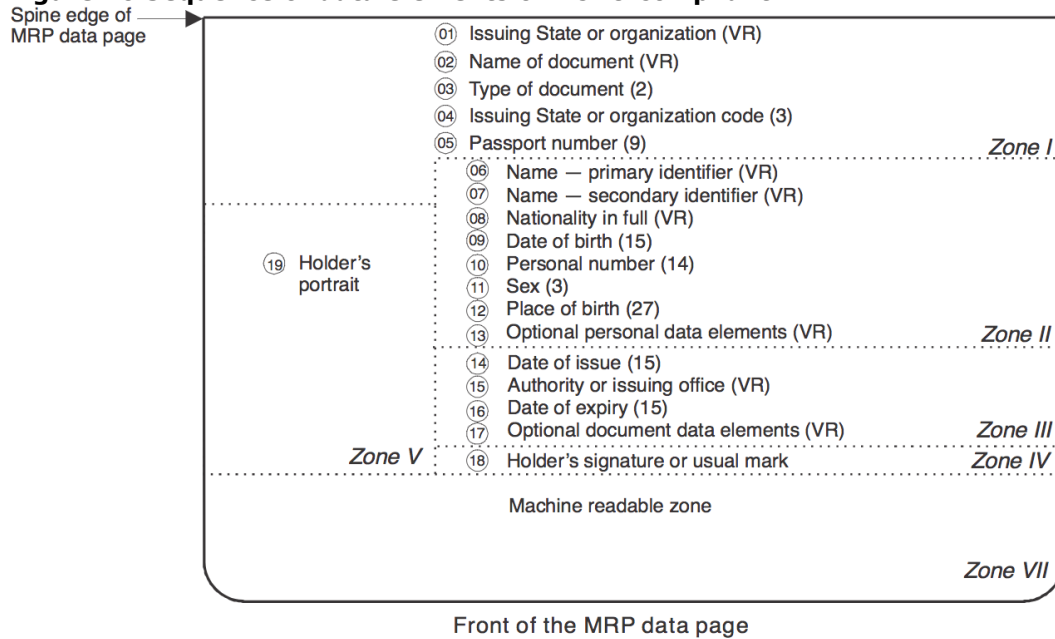 Spine edge of
MRP data page
01 Issuing State or organization (VR)
02 Name of document (VR)
03 Type of document (2)
04 Issuing State or organization code (3)
05 Passport number (9)
Zone I
06 Name — primary identifier (VR)
07 Name — secondary identifier (VR)
08 Nationality in full (VR)
09 Date of birth (15)
10 Personal number (14)
11 Sex (3)
12 Place of birth (27)
13 Optional personal data elements (VR)
Zone II
19 Holder's
portrait
14 Date of issue (15)
15 Authority or issuing office (VR)
16 Date of expiry (15)
17 Optional document data elements (VR)
Zone III
Zone V
18 Holder's signature or usual mark
Zone IV
Machine readable zone
Zone VII
Front of the MRP data page